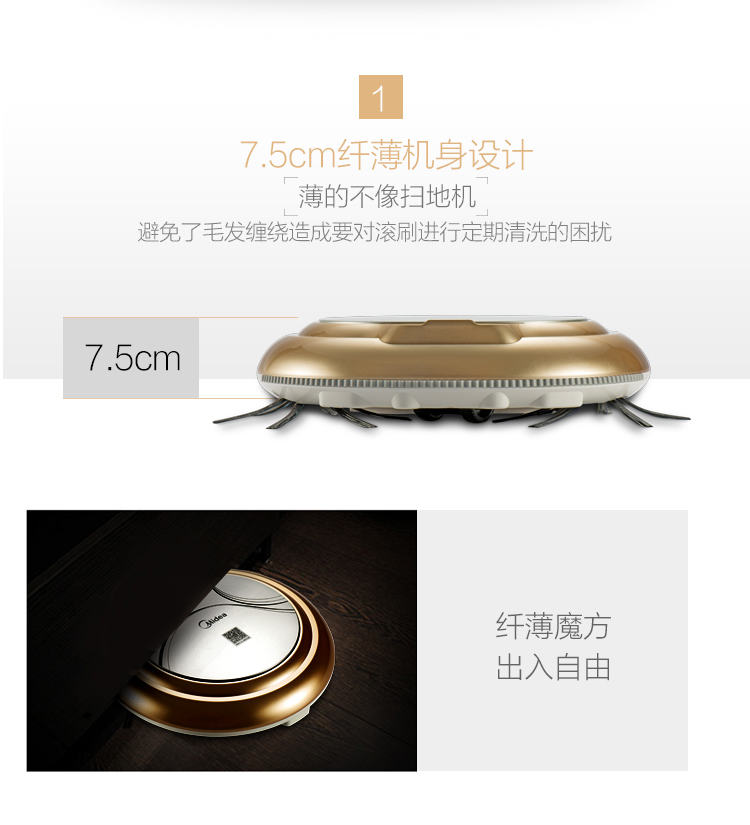 1
7.5cm纤薄机身设计
薄的不像扫地机
避免了毛发缠绕造成要对滚刷进行定期清洗的困扰
7.5cm
Midea
纤薄魔方
出入自由